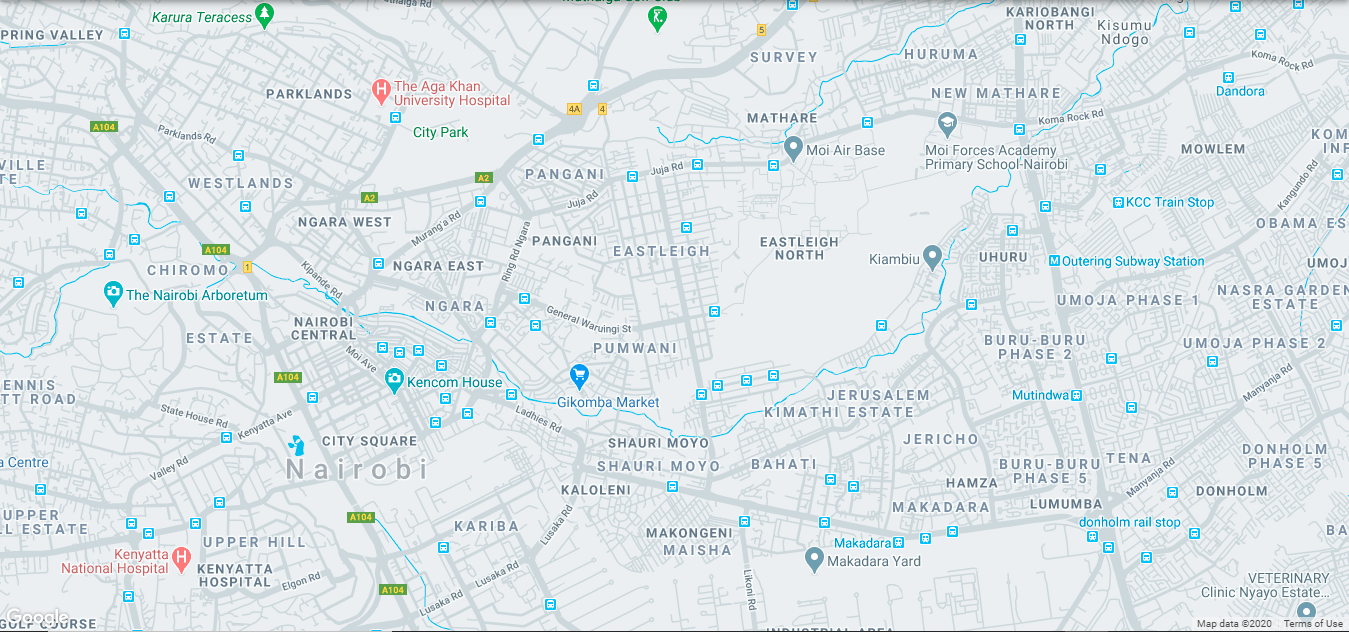 Karura Teracess
KARIOBANGI
NORTH
Kisumu
Ndogo
PRING VALLEY
SURVEY
HURUMA
Koma Rock Rd
5
Dandora
PARKLANDS
The Aga Khan
University Hospital
NEW MATHARE
4A
4
City Park
MATHARE
Koma Rock Rd
A104
Parklands Rd
Moi Air Base
Moi Forces Academy
Primary School-Nairobi
MOWLEM
KOM
INF
VILLE
TE
WESTLANDS
A2
PANGANI
Juja Rd
A2
Juja Rd
Kangundo Rd
KCC Train Stop
NGARA WEST
Murang'a Rd
OBAMA ES
PANGANI
EASTLEIGH
EASTLEIGH
NORTH
Ring Rd Ngara
A104
CHIROMO
1
Kipande Rd
NGARA EAST
Kiambiu
UHURU
Outering Subway Station
UMOJ
The Nairobi Arboretum
NGARA
UMOJA PHASE 1
NASRA GARDEN
ESTATE
NAIROBI
CENTRAL
General Waruingi St
ESTATE
Moi Ave
PUMWANI
BURU-BURU
PHASE 2
UMOJA PHASE 2
A104
Kencom House
ENNIS
TT ROAD
Gikomba Market
JERUSALEM
KIMATHI ESTATE
Mutindwa
Manyanja Rd
State House Rd
Kenyatta Ave
Ladhies Rd
CITY SQUARE
SHAURI MOYO
JERICHO
DONHOLM
PHASE 5
Nairobi
Valley Rd
a Centre
SHAURI MOYO
BAHATI
BURU-BURU
PHASE 5
TENA
Manyanja Rd
KALOLENI
HAMZA
DONHOLM
UPPER
LL ESTATE
A104
KARIBA
Lusaka Rd
MAKADARA
LUMUMBA
donholm rail stop
BA
UPPER HILL
MAKONGENI
MAISHA
Makadara
Kenyatta
National Hospital
KENYATTA
HOSPITAL
Elgon Rd
Lusaka Rd
Makadara Yard
Likoni Rd
VETERINARY
Clinic Nyayo Estate...
A104
Lusaka Rd
Google
GOLF COURSE
Map data ©2020
Terms of Use